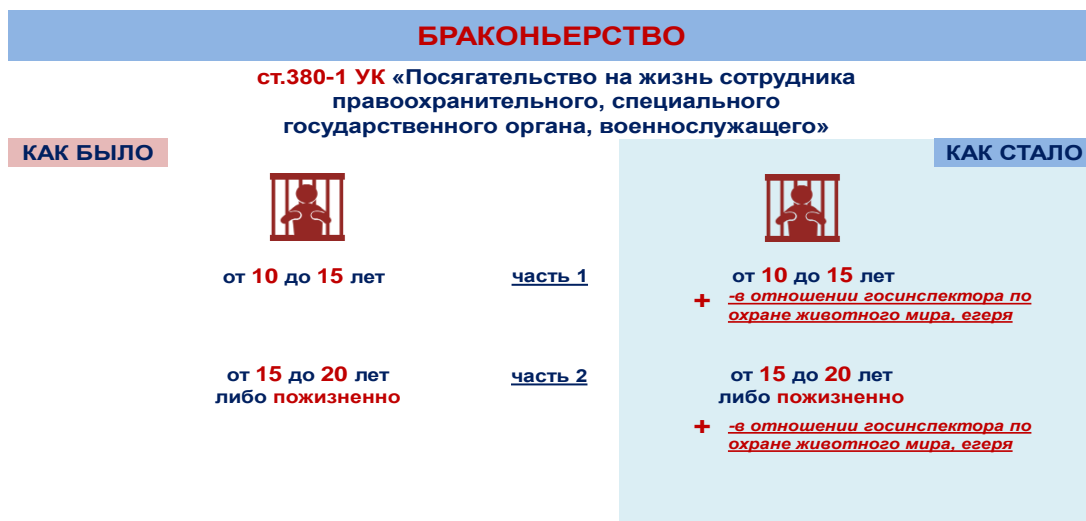 БРАКОНЬЕРСТВО
ст.380-1 УК «Посягательство на жизнь сотрудника
правоохранительного, специального
государственного органа, военнослужащего»
КАК БЫЛО
КАК СТАЛО
от 10 до 15 лет
часть 1
от 10 до 15 лет
+ -в отношении госинспектора по
охране животного мира, егеря
от 15 до 20 лет
либо пожизненно
часть 2
от 15 до 20 лет
либо пожизненно
+ -в отношении госинспектора по
охране животного мира, егеря